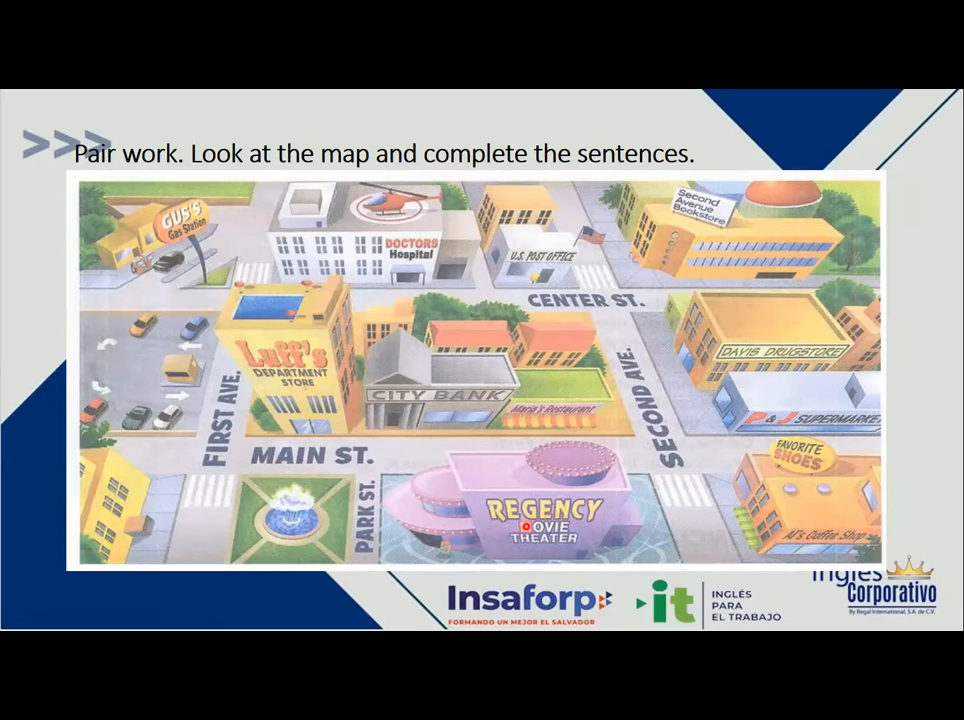 >>>
Pair work. Look at the map and complete the sentences.
GUS'S
Gas Station
DOCTORS
Hospital
U.S. POST OFFICE
Second
Avenue
Bookstore
CENTER ST.
Luff's
DEPARTMENT
STORE
CITY BANK
Maria's Restaurant
DAVIS DRUGSTORE
P & J SUPERMARKET
FIRST AVE.
SECOND AVE.
MAIN ST.
PARK ST.
REGENCY
MOVIE
THEATER
FAVORITE
SHOES
Al's Coffee Shop
Insaforp
FORMANDO UN MEJOR EL SALVADOR
it
INGLÉS
PARA
EL TRABAJO
Inglés
Corporativo
By Regal International, S.A. de C.V.